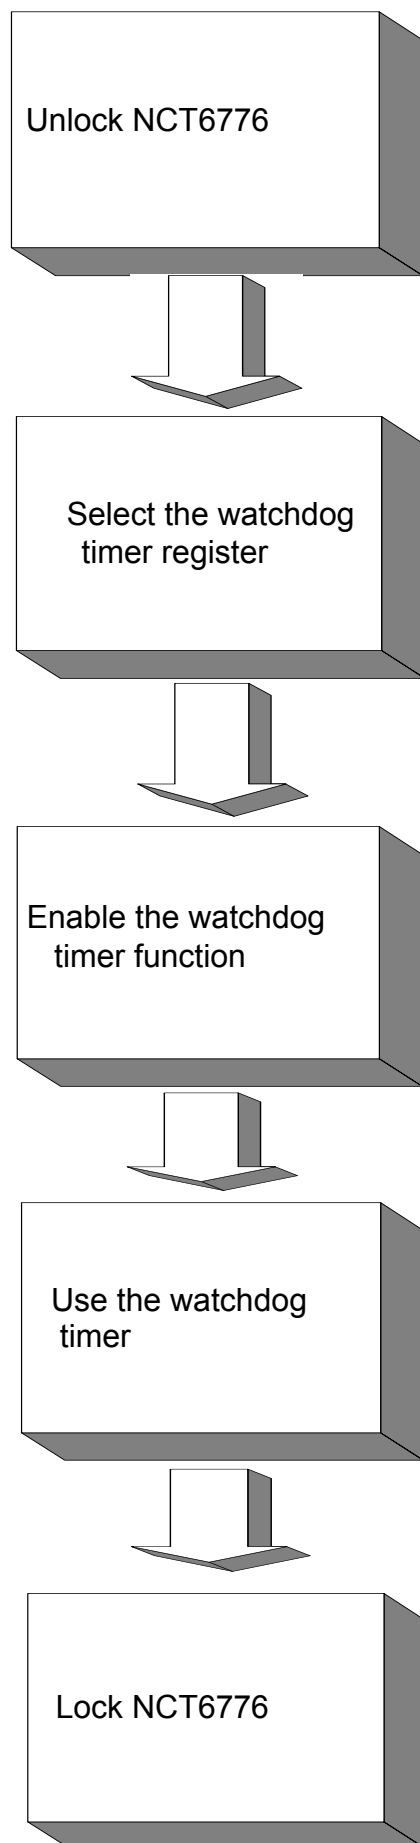 Unlock NCT6776
Select the watchdog
timer register
Enable the watchdog
timer function
Use the watchdog
timer
Lock NCT6776